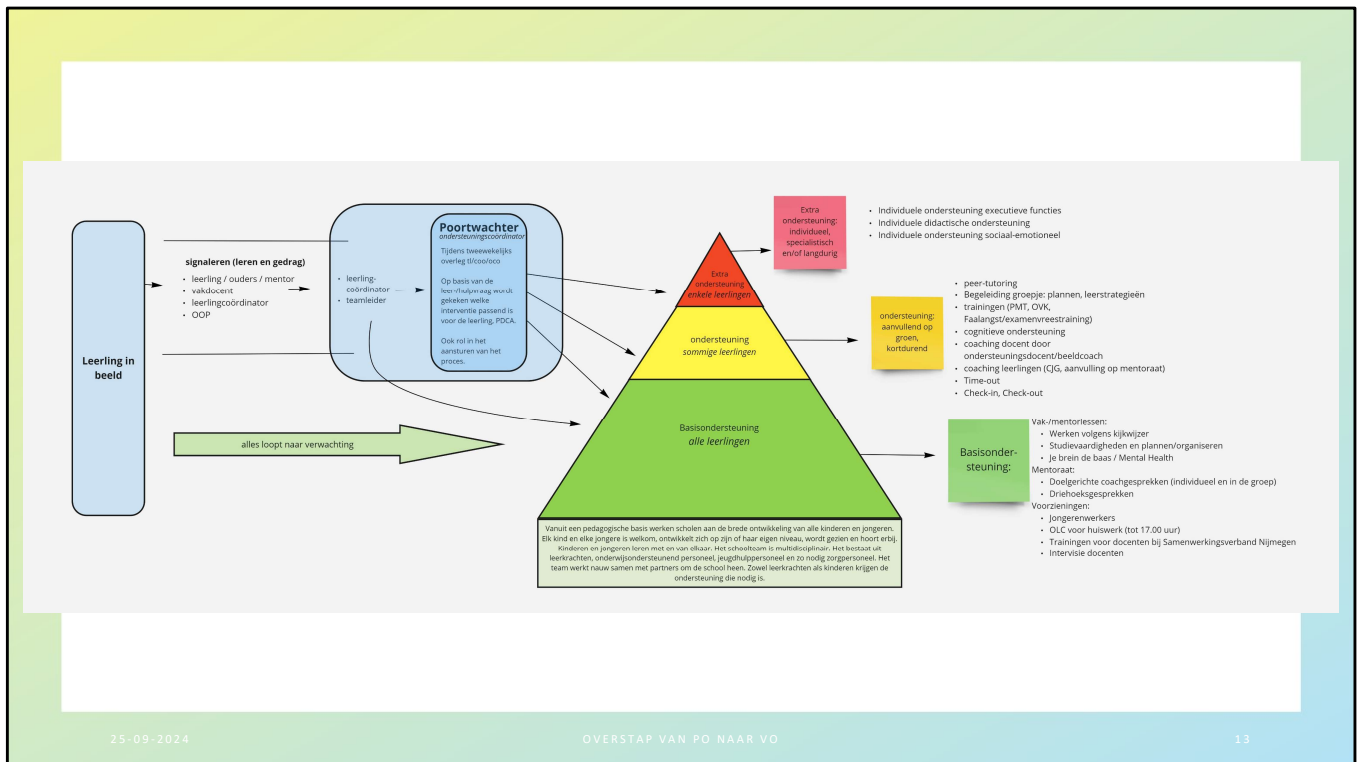 Leerling in
beeld
signaleren (leren en gedrag)
• leerling / ouders / mentor
• vakdocent
• leerlingcoördinator
• OOP
alles loopt naar verwachting
• leerling-
coördinator
• teamleider
Poortwachter
ondersteuningscoördinator
Tijdens tweewekelijks
overleg tl/coo/oco
Op basis van de
leer-/hulpvraag wordt
gekeken welke
interventie passend is
voor de leerling, PDCA.
Ook rol in het
aansturen van het
proces.
Extra
ondersteuning
enkele leerlingen
ondersteuning
sommige leerlingen
Basisondersteuning
alle leerlingen
Vanuit een pedagogische basis werken scholen aan de brede ontwikkeling van alle kinderen en jongeren.
Elk kind en elke jongere is welkom, ontwikkelt zich op zijn of haar eigen niveau, wordt gezien en hoort erbij.
Kinderen en jongeren leren met en van elkaar. Het schoolteam is multidisciplinair. Het bestaat uit
leerkrachten, onderwijsondersteunend personeel, jeugdhulppersoneel en zo nodig zorgpersoneel. Het
team werkt nauw samen met partners om de school heen. Zowel leerkrachten als kinderen krijgen de
ondersteuning die nodig is.
Extra
ondersteuning:
individueel,
specialistisch
en/of langdurig
• Individuele ondersteuning executieve functies
• Individuele didactische ondersteuning
• Individuele ondersteuning sociaal-emotioneel
ondersteuning:
aanvullend op
groen,
kortdurend
• peer-tutoring
• Begeleiding groepje: plannen, leerstrategieën
• trainingen (PMT, OVK,
Faalangst/examenvreestraining)
• cognitieve ondersteuning
• coaching docent door
ondersteuningsdocent/beeldcoach
• coaching leerlingen (CJG, aanvulling op mentoraat)
• Time-out
• Check-in, Check-out
Basisonder-
steuning:
Vak-/mentorlessen:
• Werken volgens kijkwijzer
• Studievaardigheden en plannen/organiseren
• Je brein de baas / Mental Health
Mentoraat:
• Doelgerichte coachgesprekken (individueel en in de groep)
• Driehoeksgesprekken
Voorzieningen:
• Jongerenwerkers
• OLC voor huiswerk (tot 17.00 uur)
• Trainingen voor docenten bij Samenwerkingsverband Nijmegen
• Intervisie docenten
25-09-2024
OVERSTAP VAN PO NAAR VO
13